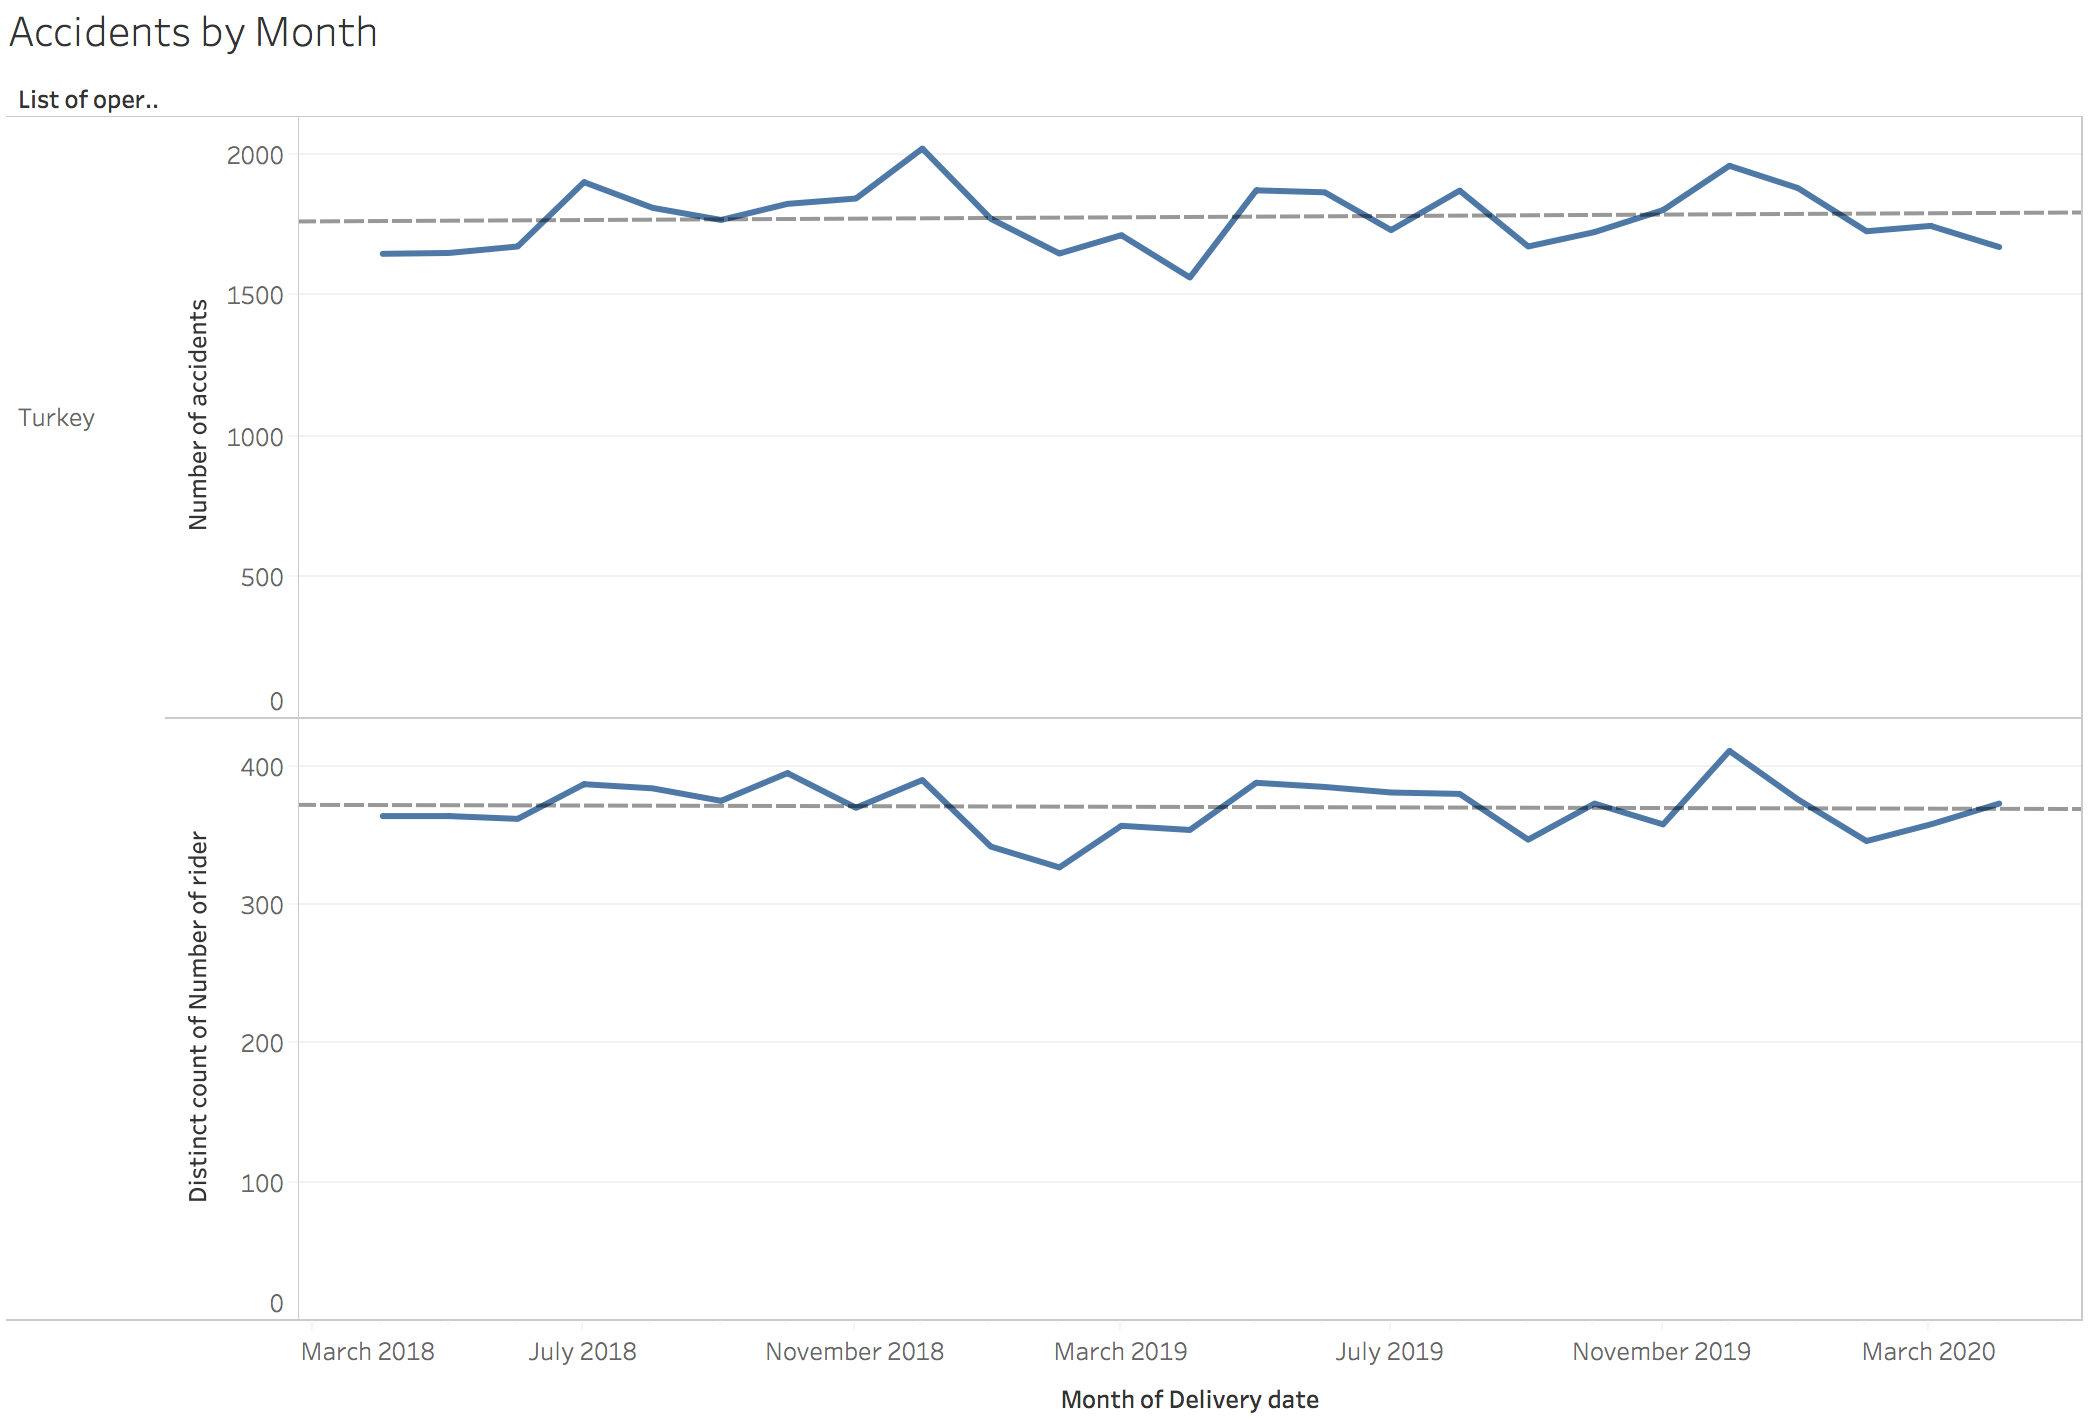 Accidents by Month
List of oper..
Turkey
Number of accidents
2000
1500
1000
500
0
Distinct count of Number of rider
400
300
200
100
0
March 2018
July 2018
November 2018
March 2019
July 2019
November 2019
March 2020
Month of Delivery date